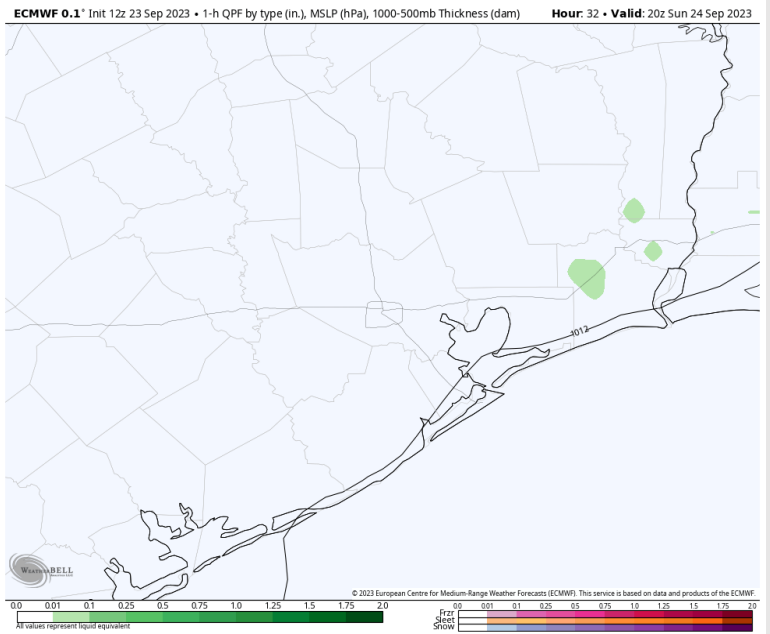 ECMWF 0.1° Init 12z 23 Sep 2023 • 1-h QPF by type (in.), MSLP (hPa), 1000-500mb Thickness (dam) Hour: 32 • Valid: 20z Sun 24 Sep 2023
1012
WEATHERBELL
© 2023 European Centre for Medium-Range Weather Forecasts (ECMWF). This service is based on data and products of the ECMWF.
0.0 0.01 0.1 0.25 0.5 0.75 1.0 1.25 1.5 1.75 2.0
All values represent liquid equivalent
0.0 0.01 0.1 0.25 0.50 0.75 1.0 1.25 1.5 1.75 2.0
Frzr
Sleet
Snow